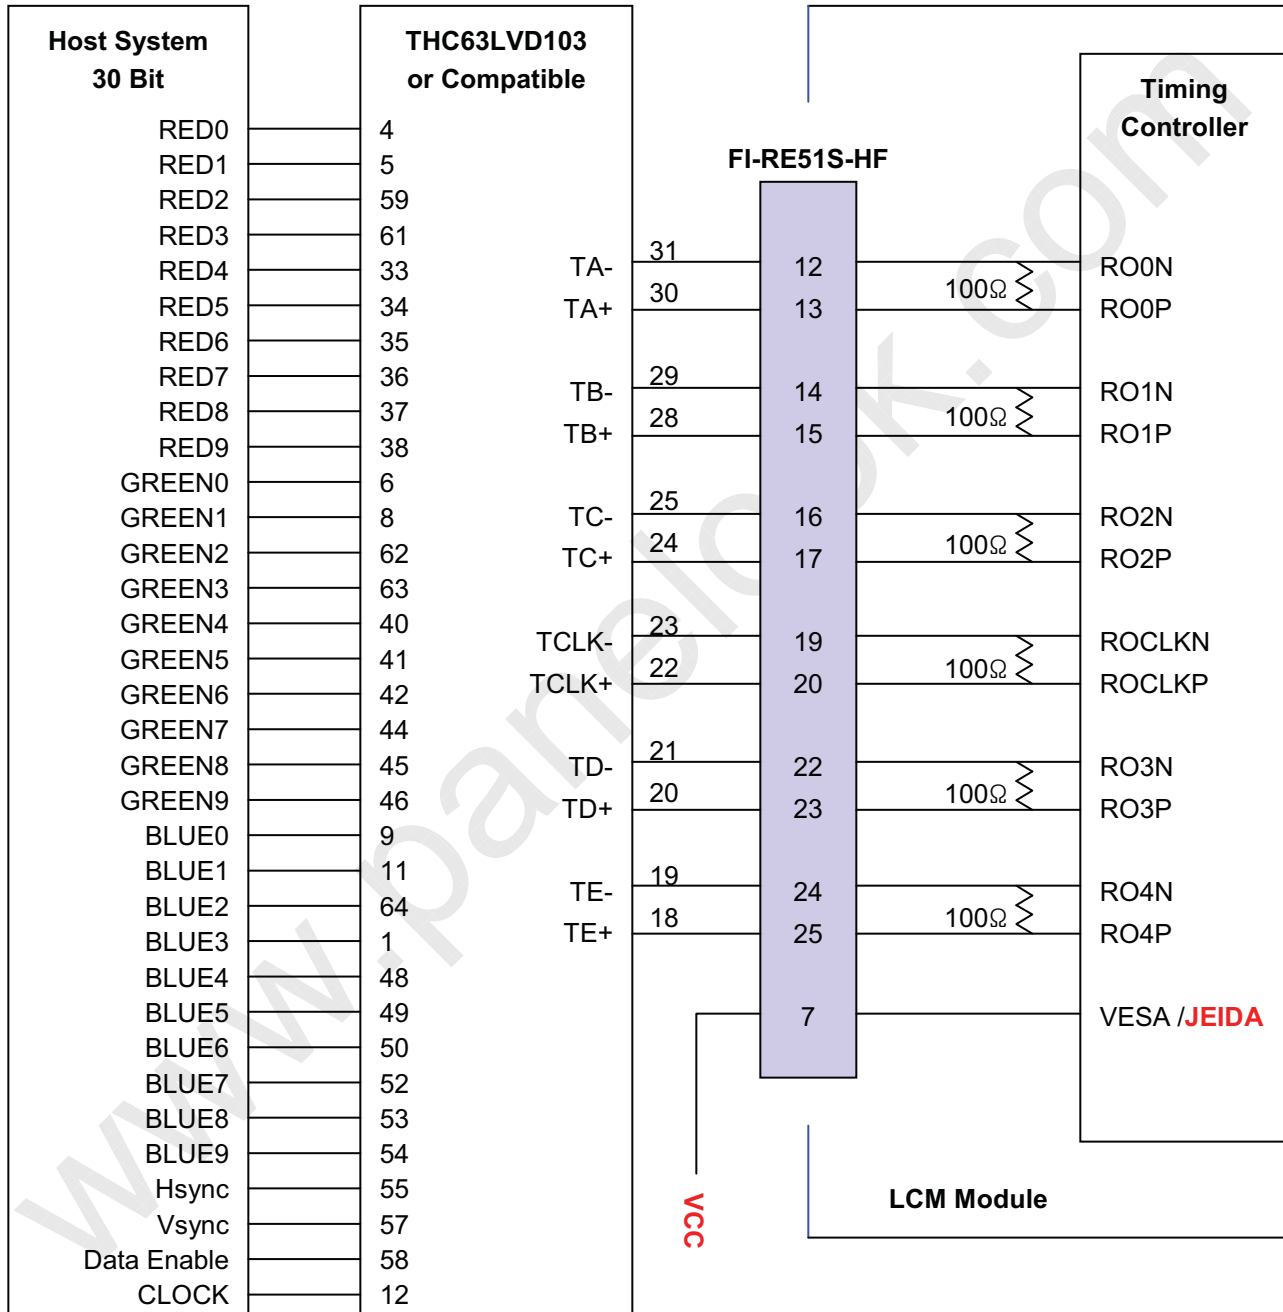 Host System
30 Bit
RED0
RED1
RED2
RED3
RED4
RED5
RED6
RED7
RED8
RED9
GREEN0
GREEN1
GREEN2
GREEN3
GREEN4
GREEN5
GREEN6
GREEN7
GREEN8
GREEN9
BLUE0
BLUE1
BLUE2
BLUE3
BLUE4
BLUE5
BLUE6
BLUE7
BLUE8
BLUE9
Hsync
Vsync
Data Enable
CLOCK
THC63LVD103
or Compatible
4
5
59
61
33
34
35
36
37
38
6
8
62
63
40
41
42
44
45
46
9
11
64
1
48
49
50
52
53
54
55
57
58
12
TA- 31
TA+ 30
TB- 29
TB+ 28
TC- 25
TC+ 24
TCLK- 23
TCLK+ 22
TD- 21
TD+ 20
TE- 19
TE+ 18
VCC
FI-RE51S-HF
12
13
14
15
16
17
19
20
22
23
24
25
7
100Ω
100Ω
100Ω
100Ω
100Ω
100Ω
Timing
Controller
RO0N
RO0P
RO1N
RO1P
RO2N
RO2P
ROCLKN
ROCLKP
RO3N
RO3P
RO4N
RO4P
VESA /JEIDA
LCM Module
www.panelook.com